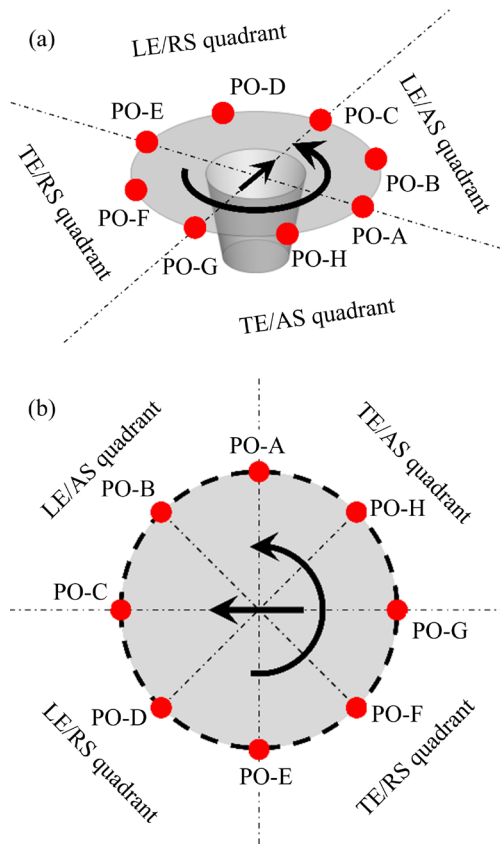 (a)
LE/RS quadrant
PO-D
PO-E
PO-C
LE/AS quadrant
TE/RS quadrant
PO-B
PO-F
PO-A
PO-G
PO-H
TE/AS quadrant
(b)
LE/AS quadrant
TE/AS quadrant
PO-A
PO-B
PO-H
PO-C
PO-G
PO-D
PO-F
PO-E
LE/RS quadrant
TE/RS quadrant